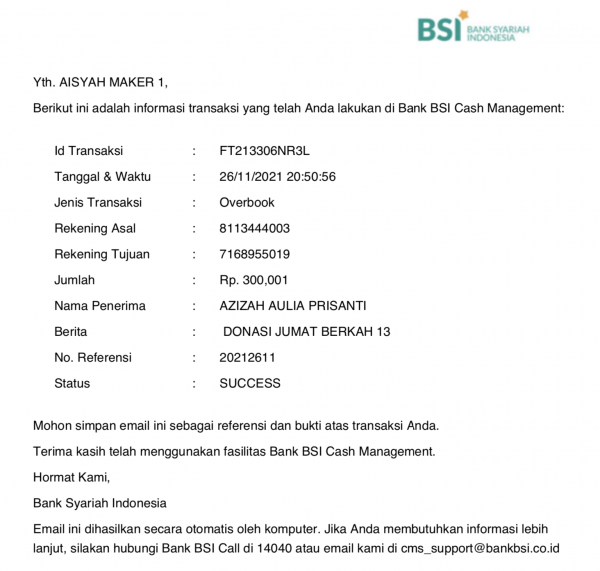 BSI BANK SYARIAH
INDONESIA
Yth. AISYAH MAKER 1,
Berikut ini adalah informasi transaksi yang telah Anda lakukan di Bank BSI Cash Management:
Id Transaksi : FT213306NR3L
Tanggal & Waktu : 26/11/2021 20:50:56
Jenis Transaksi : Overbook
Rekening Asal : 8113444003
Rekening Tujuan : 7168955019
Jumlah : Rp. 300,001
Nama Penerima : AZIZAH AULIA PRISANTI
Berita : DONASI JUMAT BERKAH 13
No. Referensi : 20212611
Status : SUCCESS
Mohon simpan email ini sebagai referensi dan bukti atas transaksi Anda.
Terima kasih telah menggunakan fasilitas Bank BSI Cash Management.
Hormat Kami,
Bank Syariah Indonesia
Email ini dihasilkan secara otomatis oleh komputer. Jika Anda membutuhkan informasi lebih
lanjut, silakan hubungi Bank BSI Call di 14040 atau email kami di cms_support@bankbsi.co.id